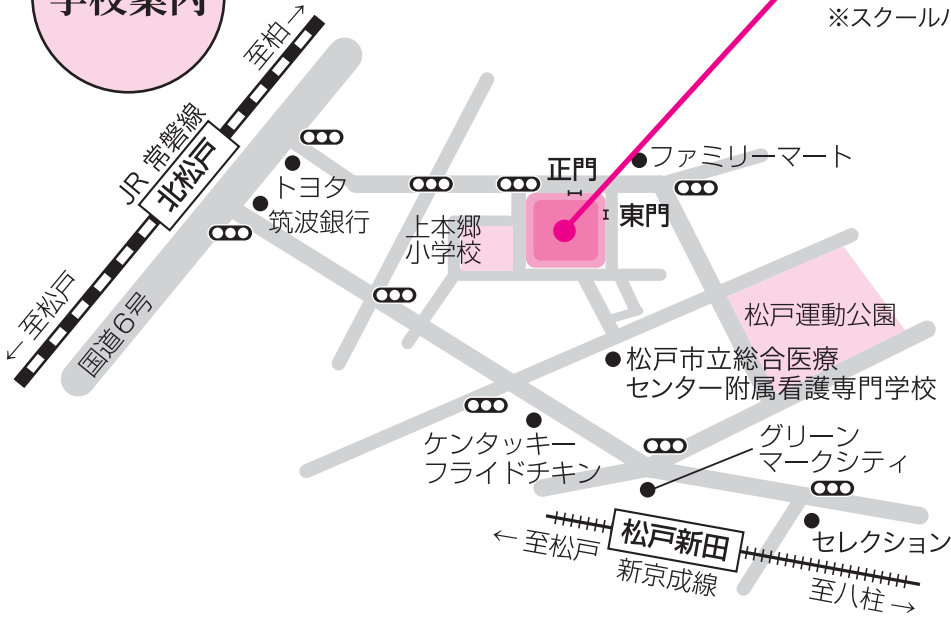 学校案内
※スクール
至柏→
JR 常磐線
北松戸
トヨタ
筑波銀行
正門
ファミリーマート
東門
上本郷
小学校
←至松戸
国道6号
松戸運動公園
松戸市立総合医療
センター附属看護専門学校
ケンタッキー
フライドチキン
グリーン
マークシティ
セレクション
←至松戸
松戸新田
新京成線
至八柱→